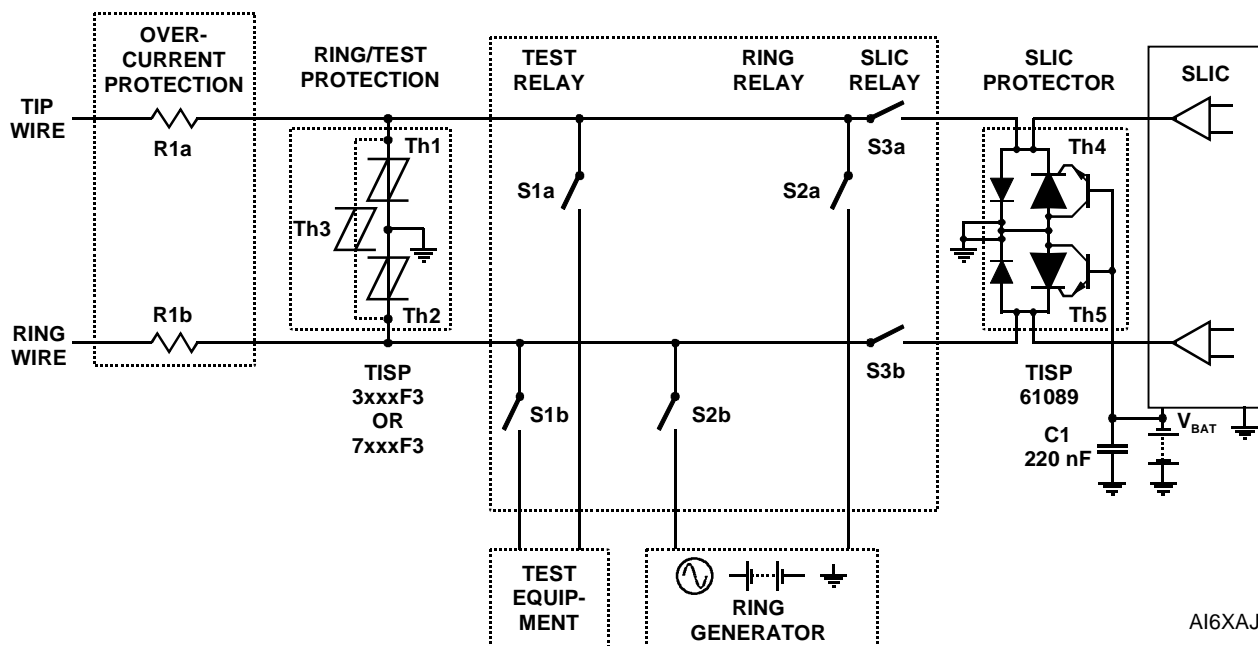 OVER-
CURRENT
PROTECTION
RING/TEST
PROTECTION
TEST
RELAY
RING
RELAY
SLIC
RELAY
SLIC
PROTECTOR
SLIC
TIP
WIRE
R1a
Th1
Th3
Th2
S1a
S2a
S3a
Th4
Th5
RING
WIRE
R1b
TISP
3xxxF3
OR
7xxxF3
S1b
S2b
S3b
TISP
61089
C1
220 nF
VBAT
TEST
EQUIP-
MENT
RING
GENERATOR
AI6XAJ